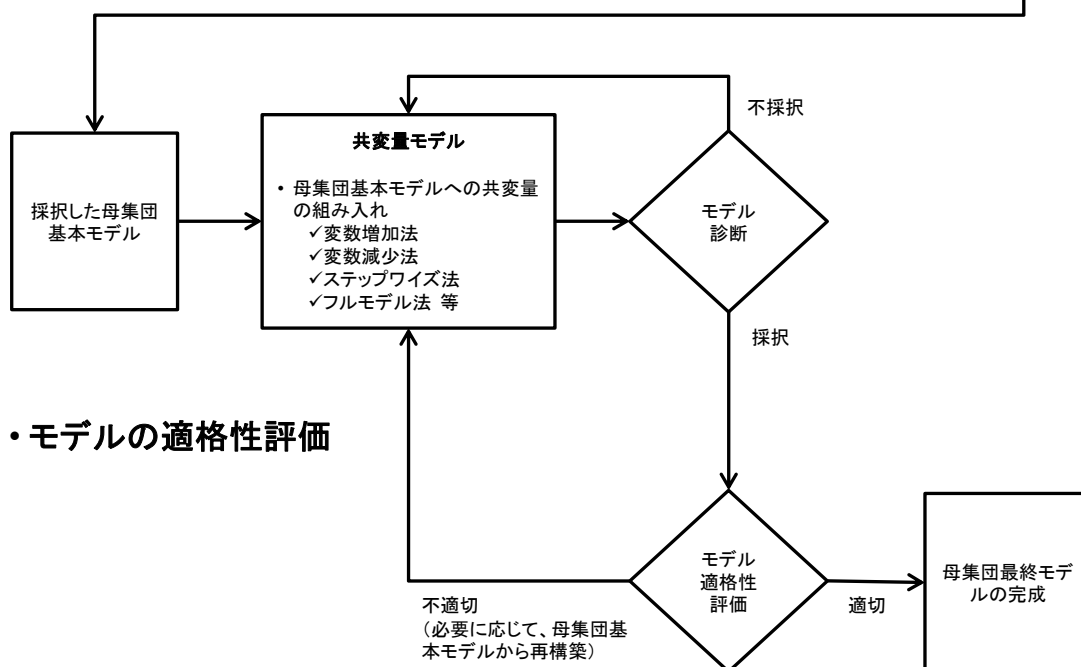 不採択
共変量モデル
• 母集団基本モデルへの共変量
の組み入れ
✓変数増加法
✓変数減少法
✓ステップワイズ法
✓フルモデル法 等
採択した母集団
基本モデル
モデル
診断
採択
•モデルの適格性評価
モデル
適格性
評価
不適切
（必要に応じて、母集団基
本モデルから再構築）
適切
母集団最終モデ
ルの完成